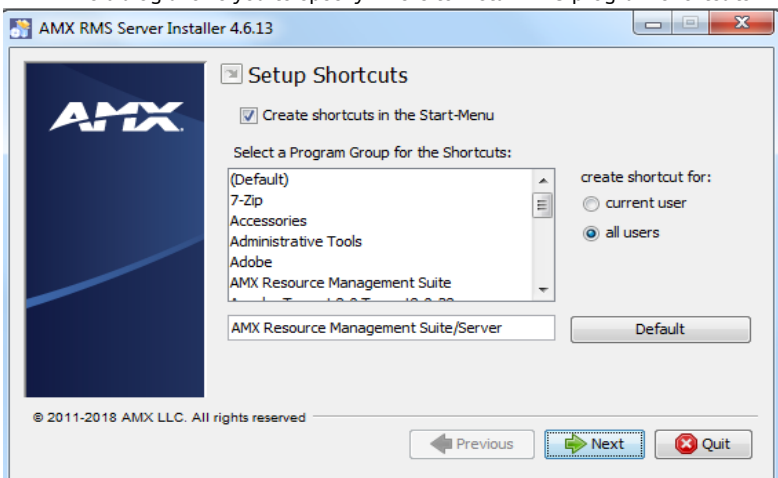 AMX RMS Server Installer 4.6.13
AMX
Setup Shortcuts
Create shortcuts in the Start-Menu
Select a Program Group for the Shortcuts:
(Default)
7-Zip
Accessories
Administrative Tools
Adobe
AMX Resource Management Suite
create shortcut for:
current user
all users
AMX Resource Management Suite/Server
Default
© 2011-2018 AMX LLC. All rights reserved
Previous
Next
Quit